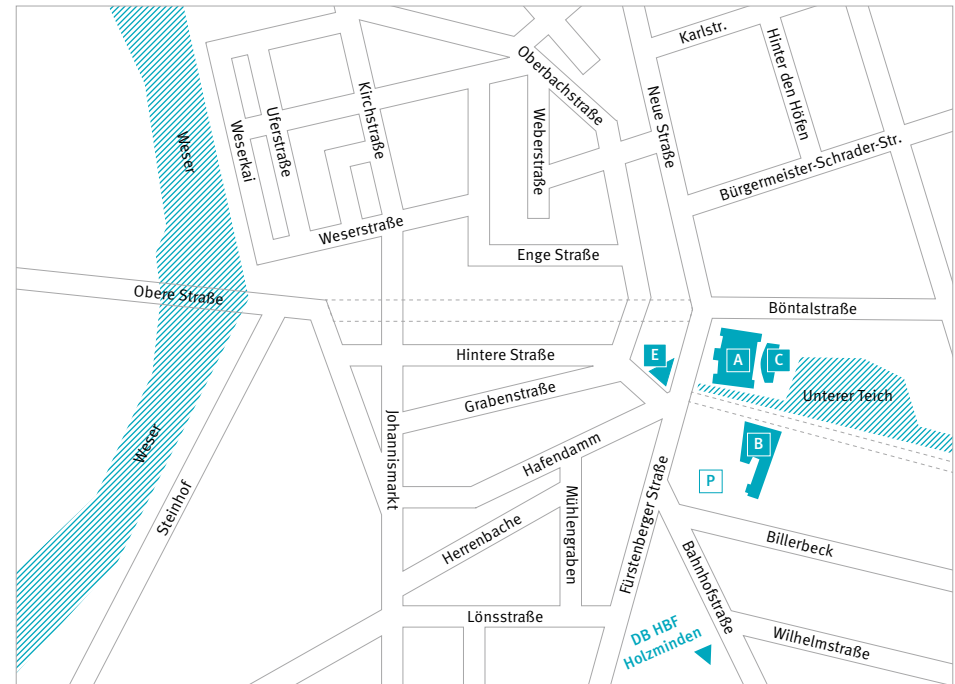 Karlstr.
Hinter den Höfen
Oberbachstraße
Neue Straße
Kirchstraße
Uferstraße
Weserkai
Weser
Weberstraße
Bürgermeister-Schrader-Str.
Weserstraße
Enge Straße
Obere Straße
Böntalstraße
Hintere Straße
E
A
C
Grabenstraße
Unterer Teich
Johannismarkt
Weser
Hafendamm
B
P
Steinhof
Mühlengraben
Fürstenberger Straße
Herrenbache
Billerbeck
Bahnhofstraße
Lönsstraße
DB HBF
Holzminden
Wilhelmstraße